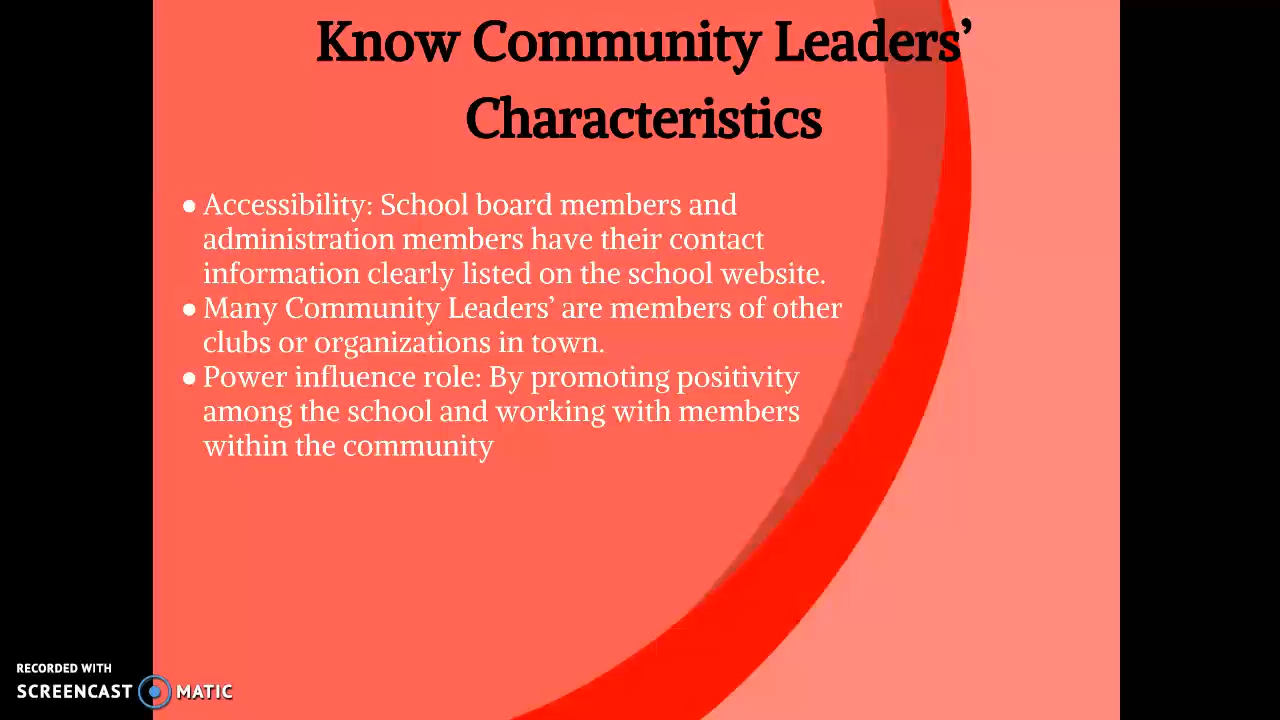 Know Community Leaders’
Characteristics
● Accessibility: School board members and
administration members have their contact
information clearly listed on the school website.
● Many Community Leaders’ are members of other
clubs or organizations in town.
● Power influence role: By promoting positivity
among the school and working with members
within the community
RECORDED WITH
SCREENCAST MATIC